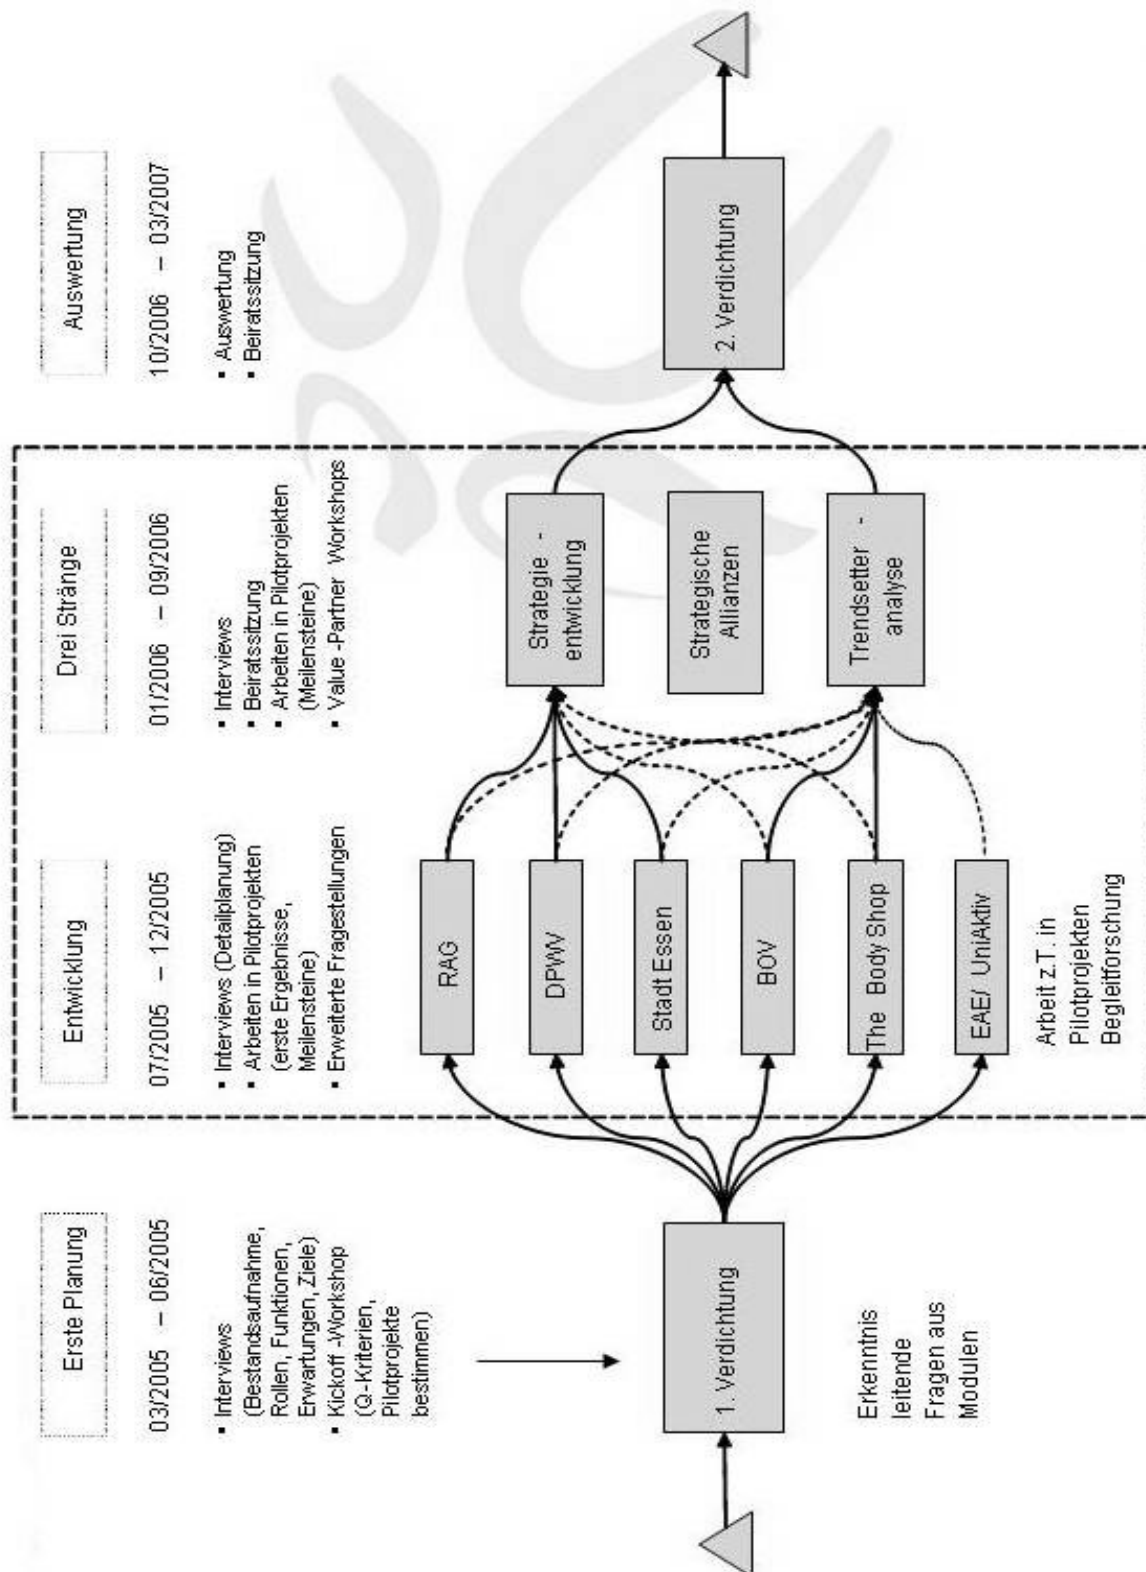 Erste Planung
03/2005 – 06/2005
▪ Interviews
(Bestandsaufnahme,
Rollen, Funktionen,
Erwartungen, Ziele)
▪ Kickoff -Workshop
(Q-Kriterien,
Pilotprojekte
bestimmen)
1. Verdichtung
Erkenntnis
leitende
Fragen aus
Modulen
Entwicklung
07/2005 – 12/2005
▪ Interviews (Detailplanung)
▪ Arbeiten in Pilotprojekten
(erste Ergebnisse,
Meilensteine)
▪ Erweiterte Fragestellungen
RAG
DPWV
Stadt Essen
BOV
The Body Shop
EAE/ UniAktiv
Arbeit z.T. in
Pilotprojekten
Begleitforschung
Drei Stränge
01/2006 – 09/2006
▪ Interviews
▪ Beiratssitzung
▪ Arbeiten in Pilotprojekten
(Meilensteine)
▪ Value -Partner Workshops
Strategie -
entwicklung
Strategische
Allianzen
Trendsetter -
analyse
Auswertung
10/2006 – 03/2007
▪ Auswertung
▪ Beiratssitzung
2. Verdichtung